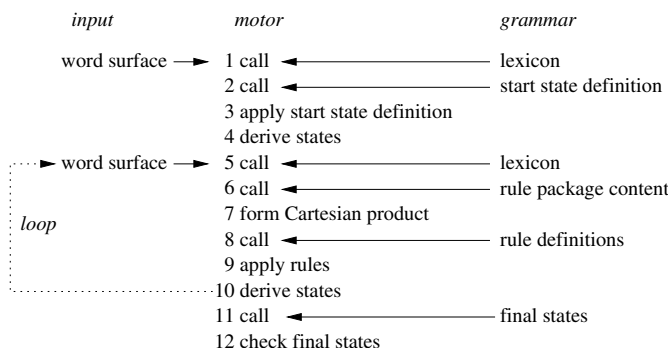 input motor grammar
word surface 1 call lexicon
2 call start state definition
3 apply start state definition
4 derive states
word surface 5 call lexicon
6 call rule package content
7 form Cartesian product
loop
8 call rule definitions
9 apply rules
10 derive states
11 call final states
12 check final states